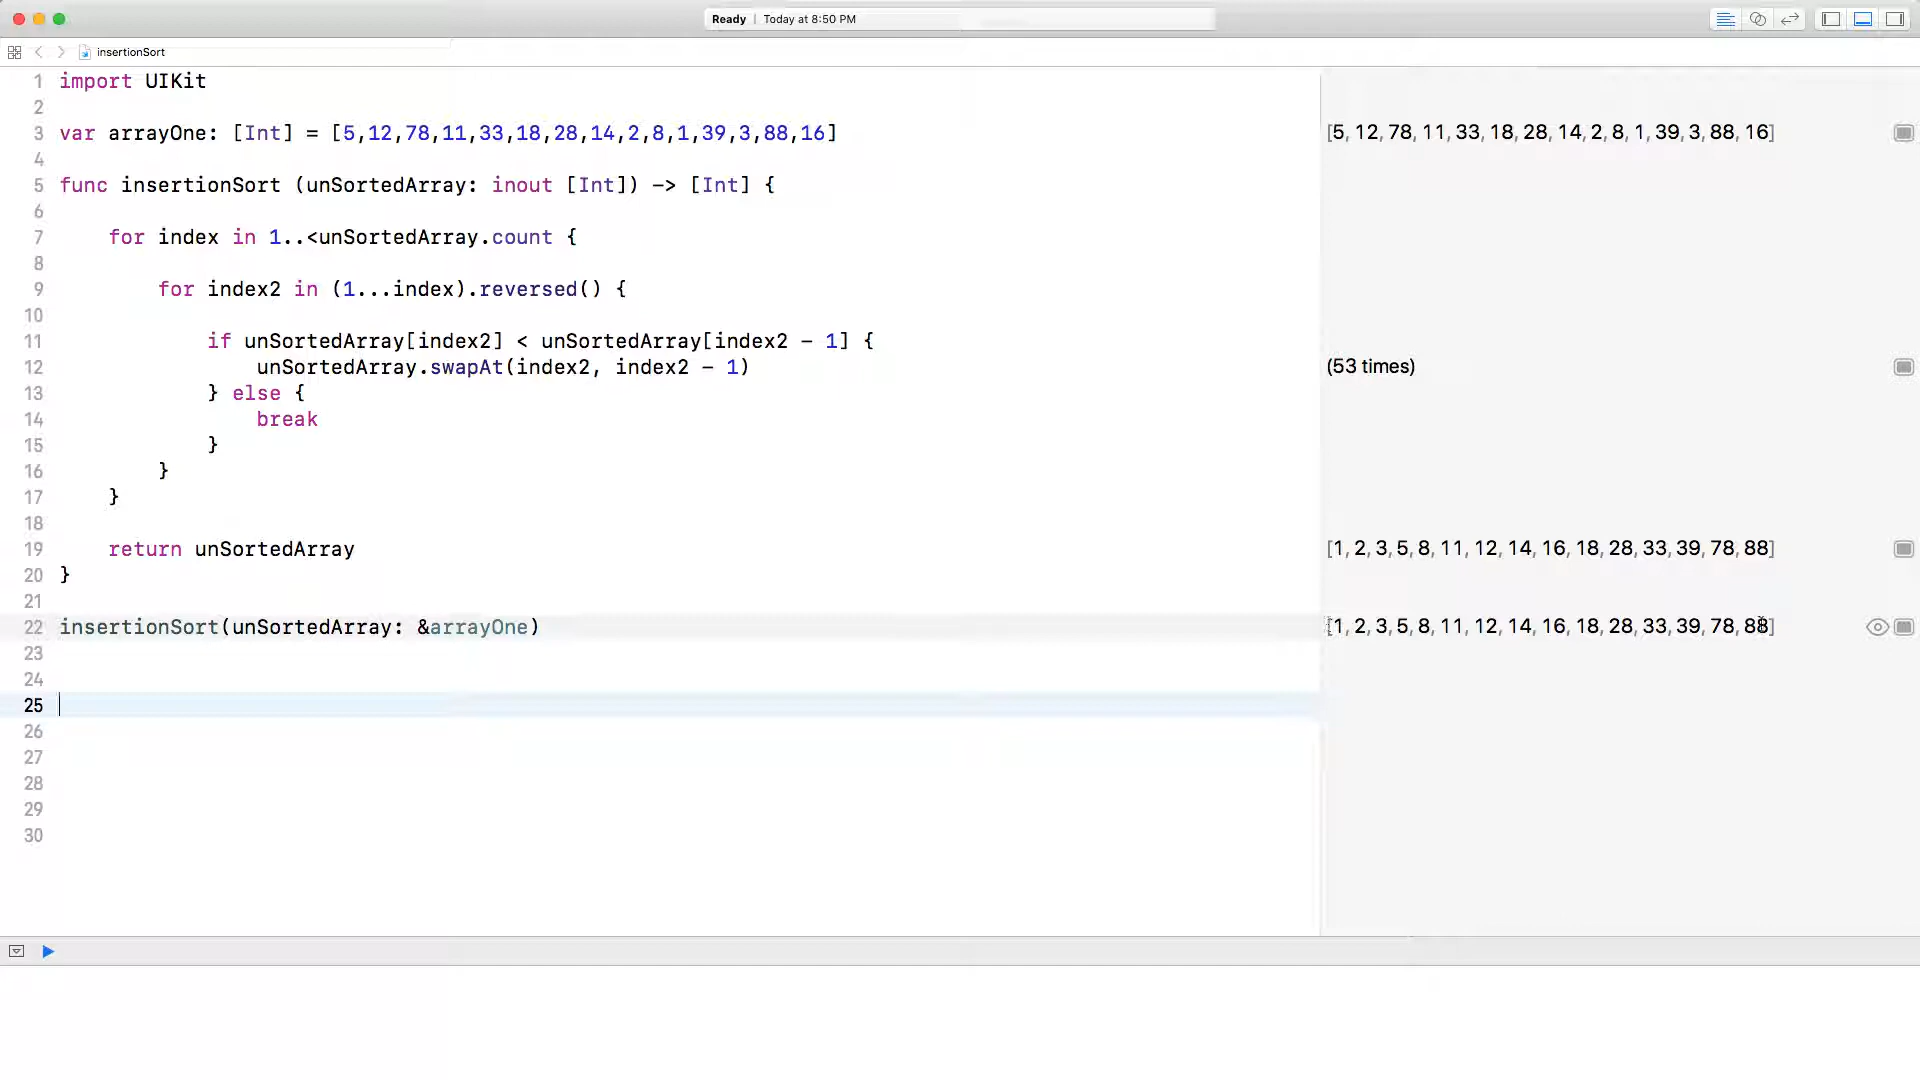 Ready | Today at 8:50 PM
insertionSort
1 import UIKit
2
3 var arrayOne: [Int] = [5,12,78,11,33,18,28,14,2,8,1,39,3,88,16] [5, 12, 78, 11, 33, 18, 28, 14, 2, 8, 1, 39, 3, 88, 16]
4
5 func insertionSort (unSortedArray: inout [Int]) -> [Int] {
6
7 for index in 1..<unSortedArray.count {
8
9 for index2 in (1...index).reversed() {
10
11 if unSortedArray[index2] < unSortedArray[index2 - 1] {
12 unSortedArray.swapAt(index2, index2 - 1) (53 times)
13 } else {
14 break
15 }
16 }
17 }
18
19 return unSortedArray [1, 2, 3, 5, 8, 11, 12, 14, 16, 18, 28, 33, 39, 78, 88]
20 }
21
22 insertionSort(unSortedArray: &arrayOne) [1, 2, 3, 5, 8, 11, 12, 14, 16, 18, 28, 33, 39, 78, 88]
23
24
25
26
27
28
29
30